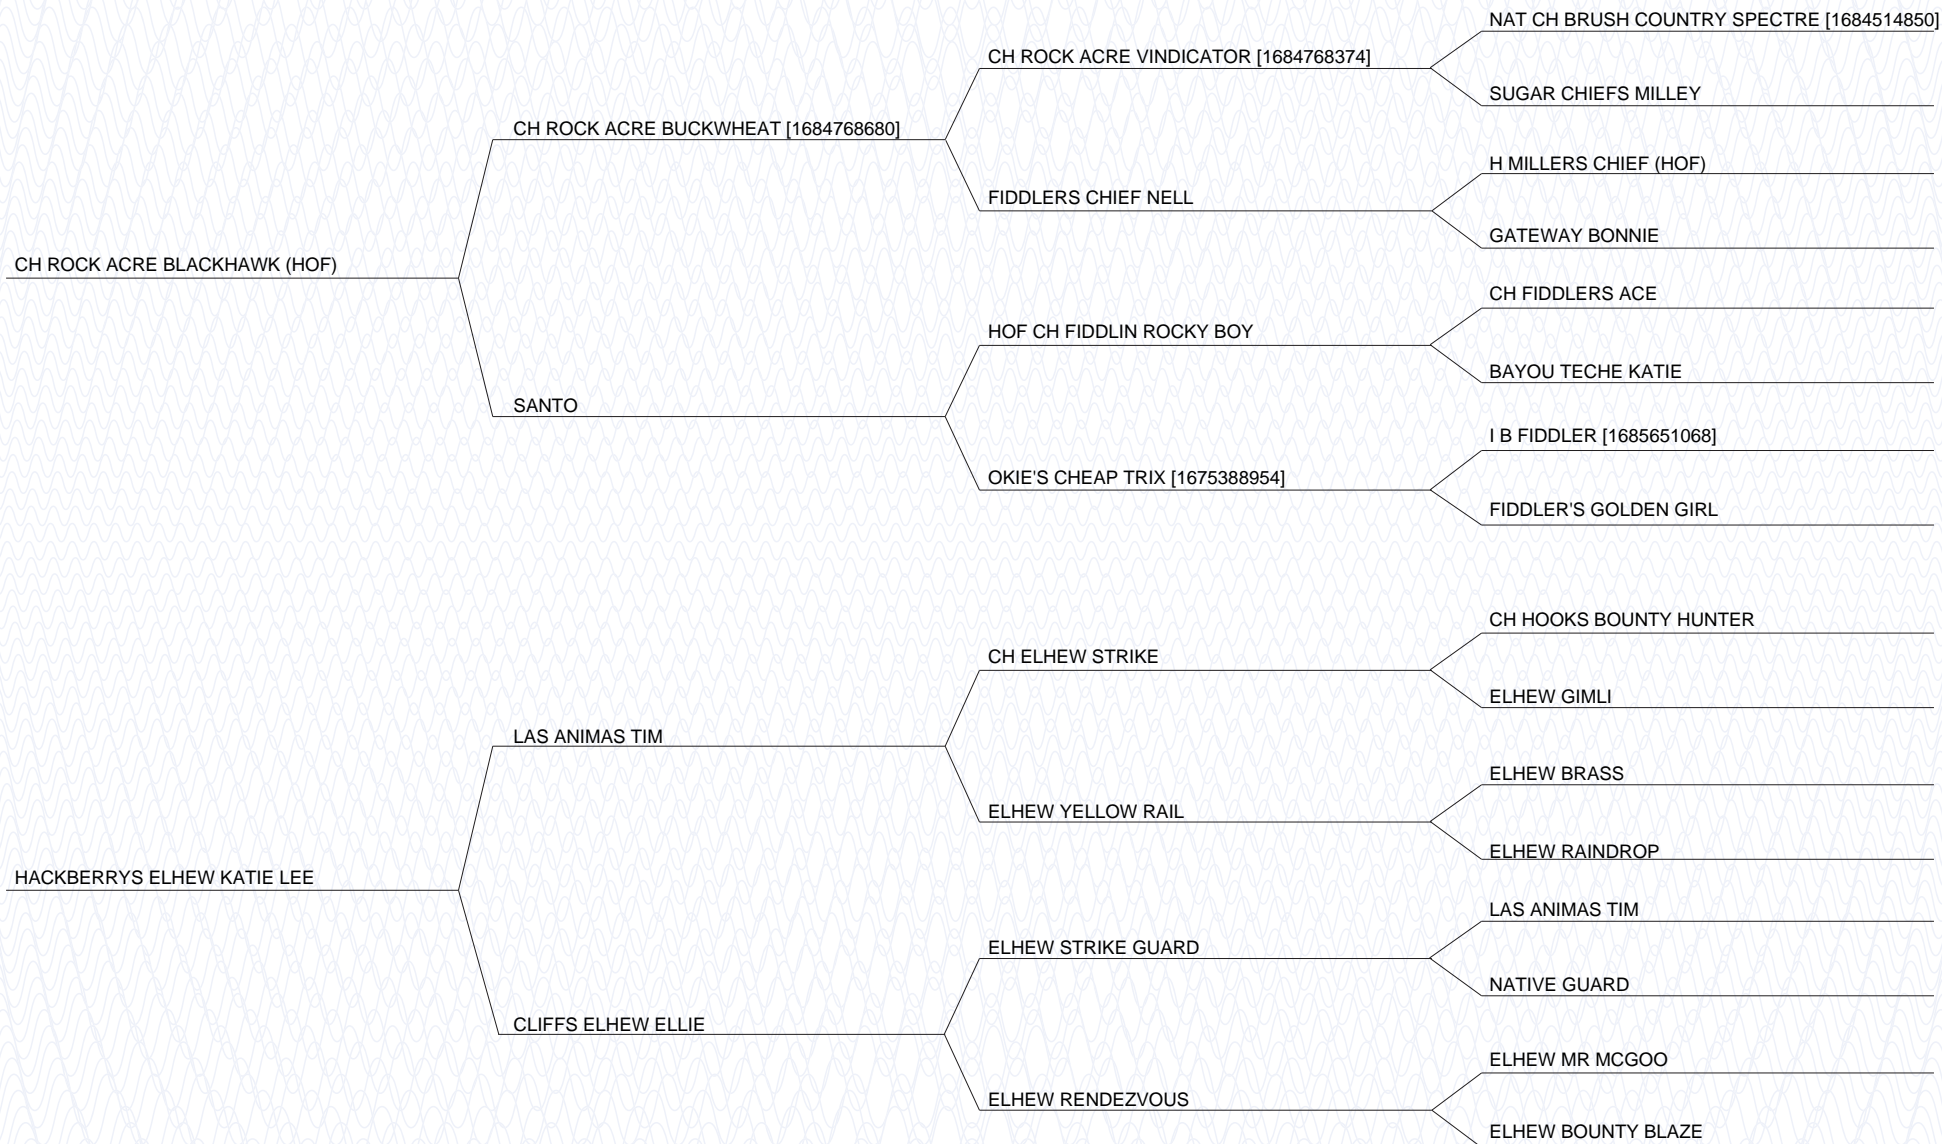 NAT CH BRUSH COUNTRY SPECTRE [1684514850]
CH ROCK ACRE VINDICATOR [1684768374]
SUGAR CHIEFS MILLEY
CH ROCK ACRE BUCKWHEAT [1684768680]
H MILLERS CHIEF (HOF)
FIDDLERS CHIEF NELL
GATEWAY BONNIE
CH ROCK ACRE BLACKHAWK (HOF)
CH FIDDLERS ACE
HOF CH FIDDLIN ROCKY BOY
BAYOU TECHE KATIE
SANTO
I B FIDDLER [1685651068]
OKIE'S CHEAP TRIX [1675388954]
FIDDLER'S GOLDEN GIRL
CH HOOKS BOUNTY HUNTER
CH ELHEW STRIKE
ELHEW GIMLI
LAS ANIMAS TIM
ELHEW BRASS
ELHEW YELLOW RAIL
ELHEW RAINDROP
HACKBERRYS ELHEW KATIE LEE
LAS ANIMAS TIM
ELHEW STRIKE GUARD
NATIVE GUARD
CLIFFS ELHEW ELLIE
ELHEW MR MCGOO
ELHEW RENDEZVOUS
ELHEW BOUNTY BLAZE